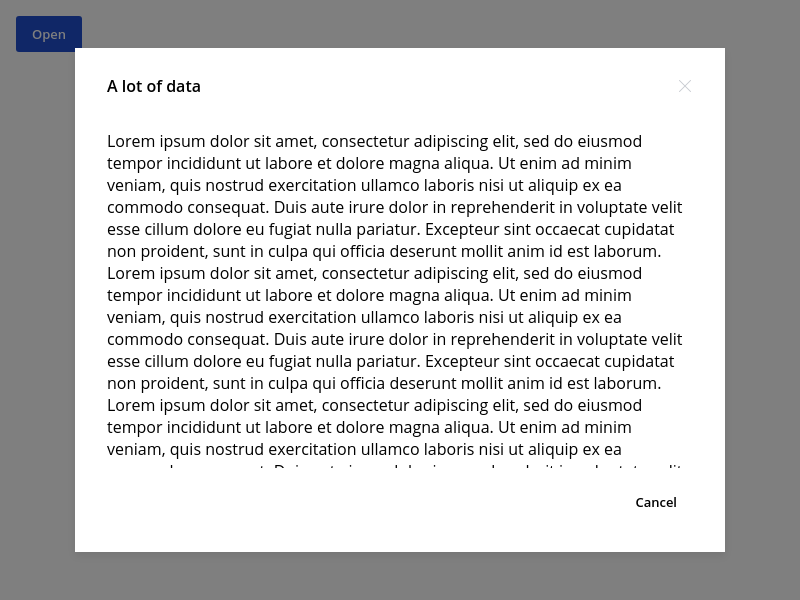 Open
A lot of data
Lorem ipsum dolor sit amet, consectetur adipiscing elit, sed do eiusmod
tempor incididunt ut labore et dolore magna aliqua. Ut enim ad minim
veniam, quis nostrud exercitation ullamco laboris nisi ut aliquip ex ea
commodo consequat. Duis aute irure dolor in reprehenderit in voluptate velit
esse cillum dolore eu fugiat nulla pariatur. Excepteur sint occaecat cupidatat
non proident, sunt in culpa qui officia deserunt mollit anim id est laborum.
Lorem ipsum dolor sit amet, consectetur adipiscing elit, sed do eiusmod
tempor incididunt ut labore et dolore magna aliqua. Ut enim ad minim
veniam, quis nostrud exercitation ullamco laboris nisi ut aliquip ex ea
commodo consequat. Duis aute irure dolor in reprehenderit in voluptate velit
esse cillum dolore eu fugiat nulla pariatur. Excepteur sint occaecat cupidatat
non proident, sunt in culpa qui officia deserunt mollit anim id est laborum.
Lorem ipsum dolor sit amet, consectetur adipiscing elit, sed do eiusmod
tempor incididunt ut labore et dolore magna aliqua. Ut enim ad minim
veniam, quis nostrud exercitation ullamco laboris nisi ut aliquip ex ea
Cancel